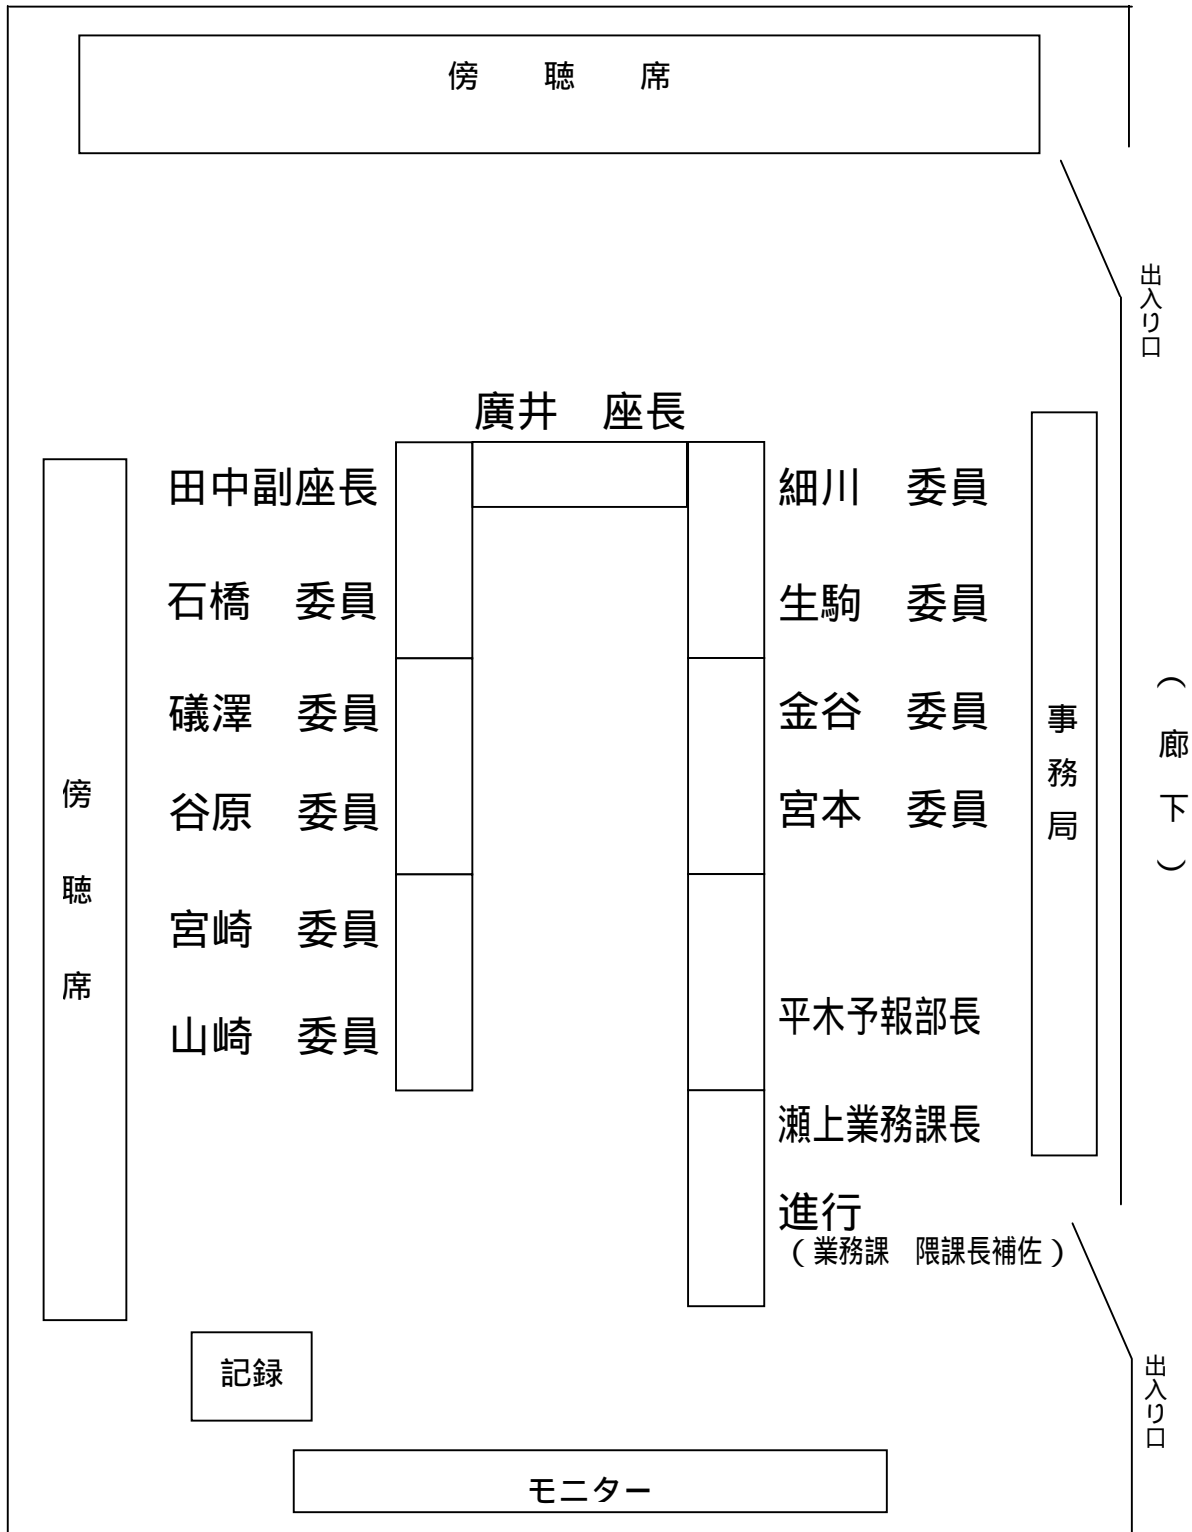 傍　聴　席
出入り口
廣井　座長
田中副座長
石橋　委員
礒澤　委員
谷原　委員
宮崎　委員
山崎　委員
細川　委員
生駒　委員
金谷　委員
宮本　委員
平木予報部長
瀬上業務課長
進行
（業務課　隈課長補佐）
傍聴席
事務局
（廊下）
出入り口
記録
モニター